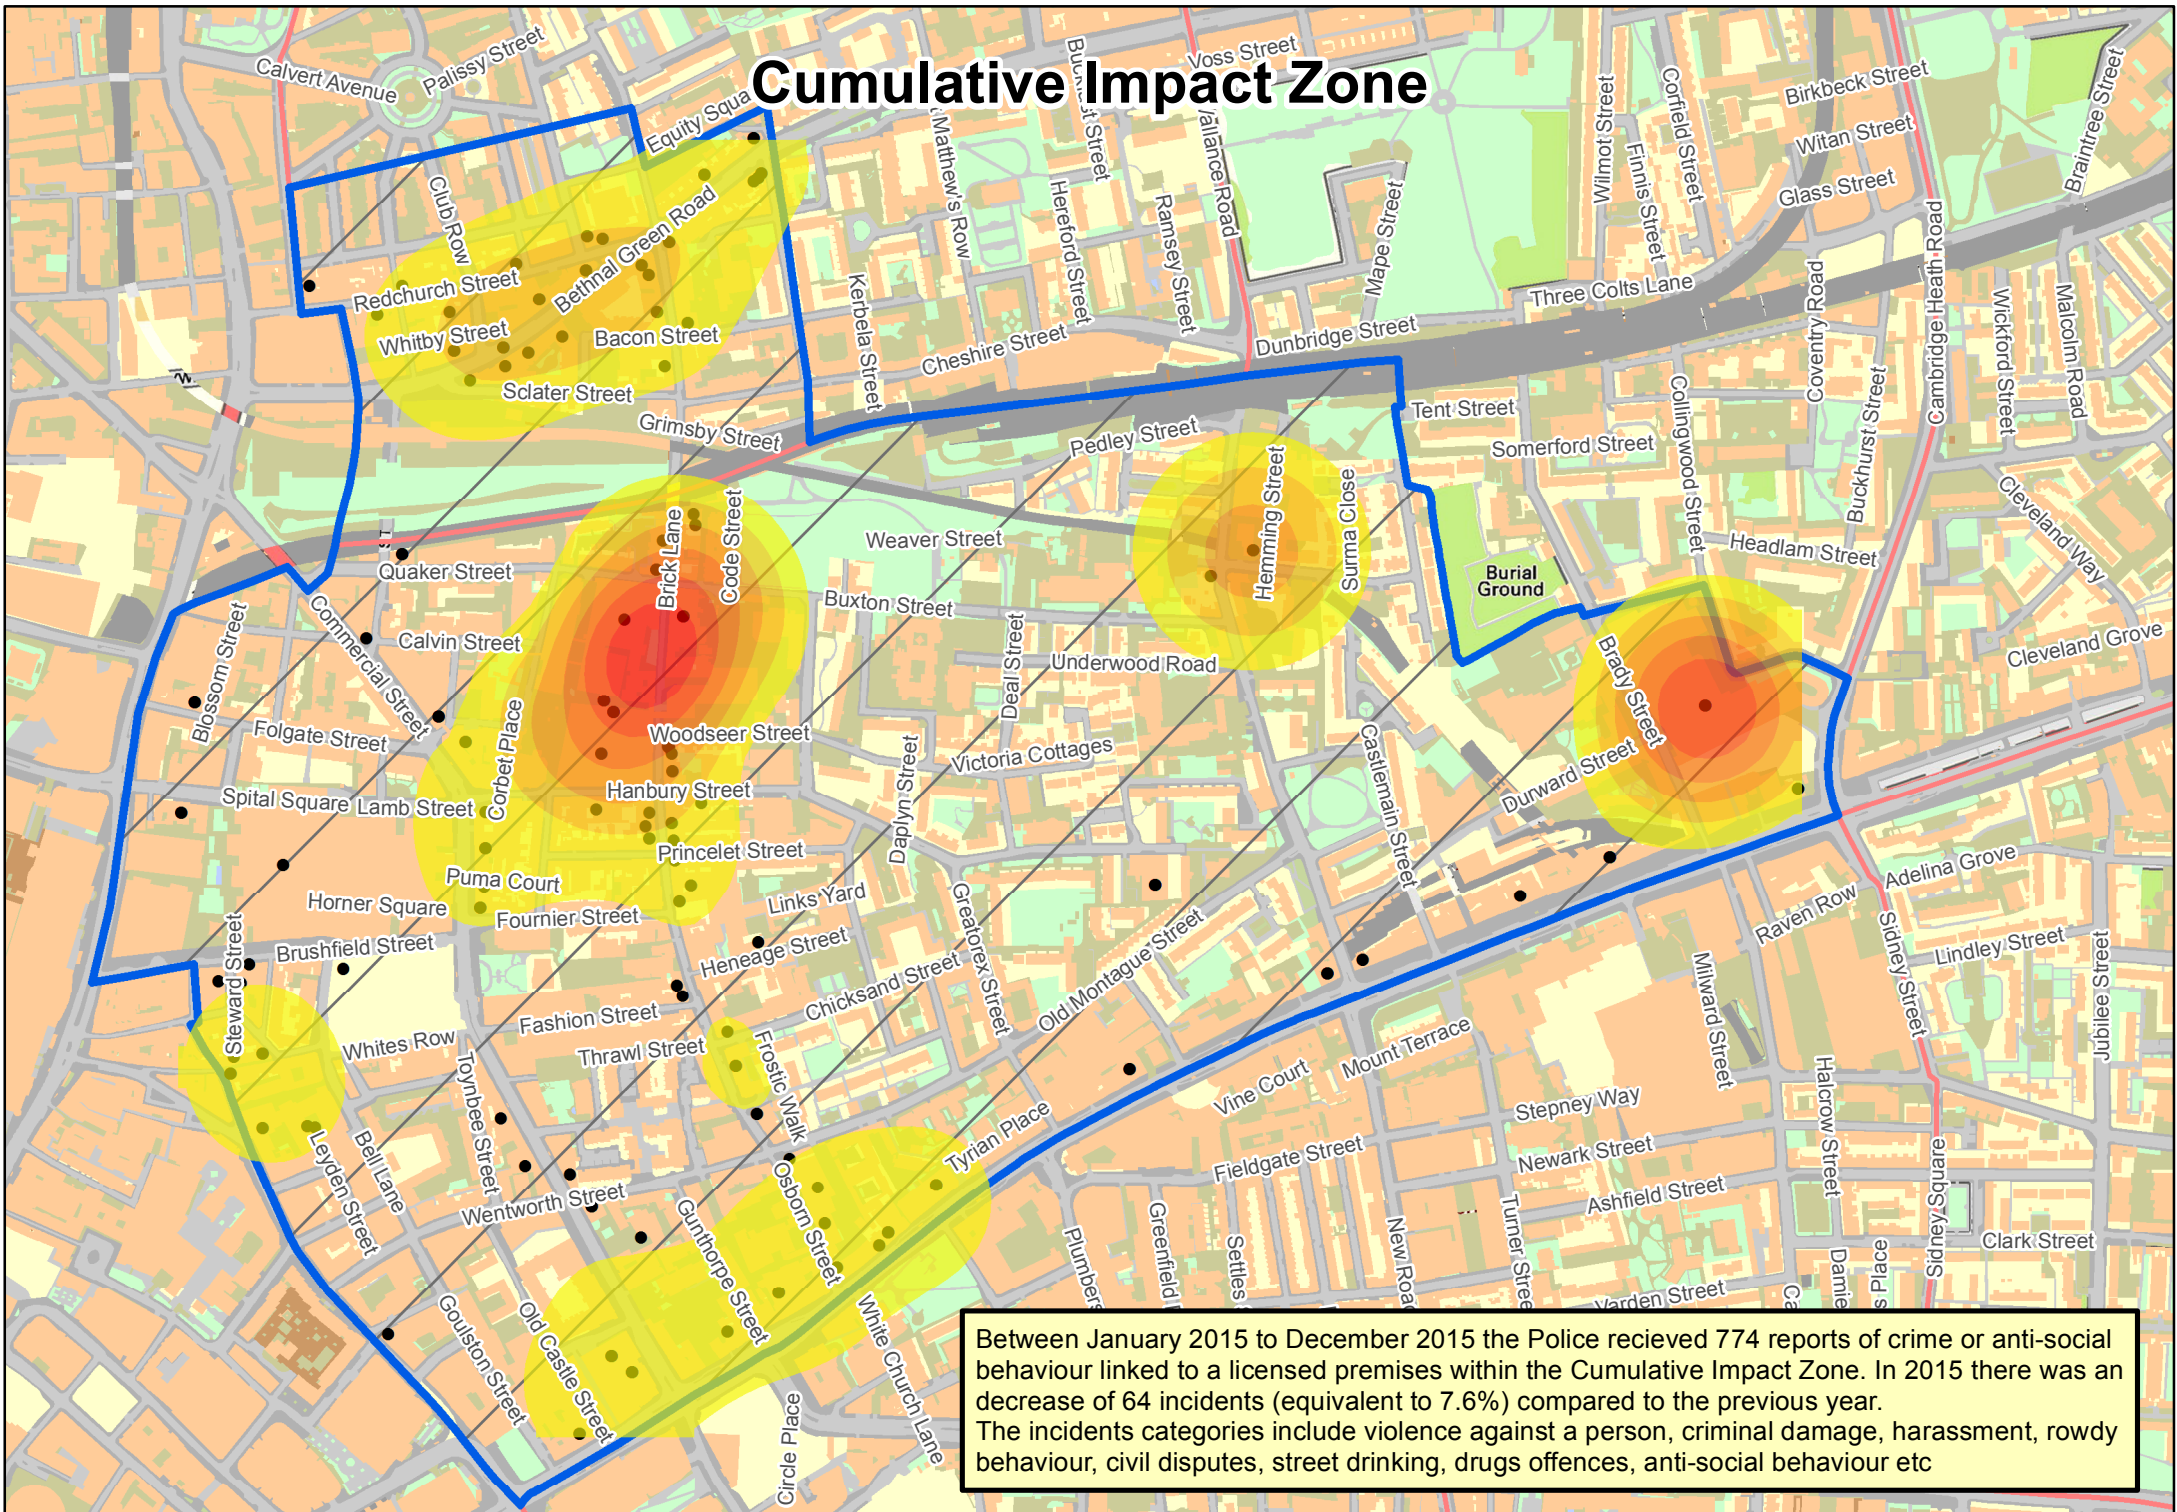 Cumulative Impact Zone
Calvert Avenue
Palissy Street
Equity Squa
Voss Street
Birkbeck Street
Witan Street
Glass Street
Braintree Street
Corfield Street
Finnis Street
Wilmot Street
Matthew's Row
Hereford Street
Ramsey Street
Mape Street
Club Row
Redchurch Street
Bethnal Green Road
Whitby Street
Bacon Street
Sclater Street
Grimsby Street
Kerbela Street
Cheshire Street
Dunbridge Street
Three Colts Lane
Coventry Road
Cambridge Heath Road
Wickford Street
Malcolm Road
Tent Street
Somerford Street
Collingwood Street
Buckhurst Street
Cleveland Way
Headlam Street
Pedley Street
Hemming Street
Surma Close
Weaver Street
Code Street
Brick Lane
Quaker Street
Buxton Street
Burial
Ground
Commercial Street
Calvin Street
Blossom Street
Folgate Street
Corbet Place
Woodseer Street
Deal Street
Underwood Road
Victoria Cottages
Brady Street
Durward Street
Cleveland Grove
Castlemain Street
Daplyn Street
Spital Square
Lamb Street
Hanbury Street
Princelet Street
Puma Court
Horner Square
Fournier Street
Links Yard
Greatorex Street
Old Montague Street
Adelina Grove
Raven Row
Sidney Street
Lindley Street
Jubilee Street
Milward Street
Steward Street
Brushfield Street
Heneage Street
Chicksand Street
Fashion Street
Whites Row
Thrawl Street
Frostic Walk
Toynbee Street
Mount Terrace
Vine Court
Stepney Way
Halcrow Street
Tyrian Place
Fieldgate Street
Newark Street
Ashfield Street
Sidney Square
Clark Street
Leyden Street
Bell Lane
Wentworth Street
Osborn Street
Gunthorpe Street
Plumbers
Greenfield
Settles
New Road
Turner Stree
Varden Street
Damie
s Place
Goulston Street
Old Castle Street
White Church Lane
Circle Place
Between January 2015 to December 2015 the Police recieved 774 reports of crime or anti-social
behaviour linked to a licensed premises within the Cumulative Impact Zone. In 2015 there was an
decrease of 64 incidents (equivalent to 7.6%) compared to the previous year.
The incidents categories include violence against a person, criminal damage, harassment, rowdy
behaviour, civil disputes, street drinking, drugs offences, anti-social behaviour etc